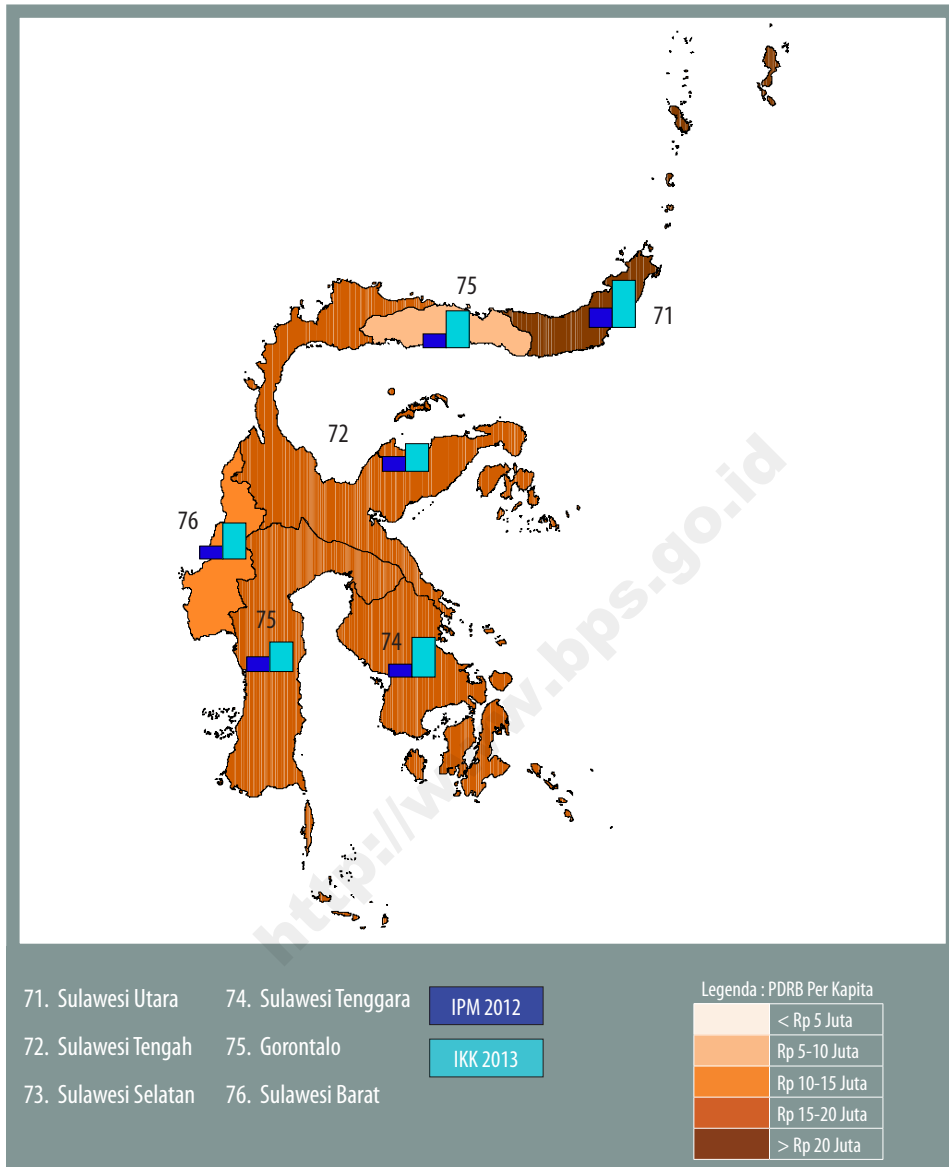 75
71
72
76
75
74
http://www.bps.go.id
71. Sulawesi Utara
72. Sulawesi Tengah
73. Sulawesi Selatan
74. Sulawesi Tenggara
75. Gorontalo
76. Sulawesi Barat
IPM 2012
IKK 2013
Legenda : PDRB Per Kapita
< Rp 5 Juta
Rp 5-10 Juta
Rp 10-15 Juta
Rp 15-20 Juta
> Rp 20 Juta